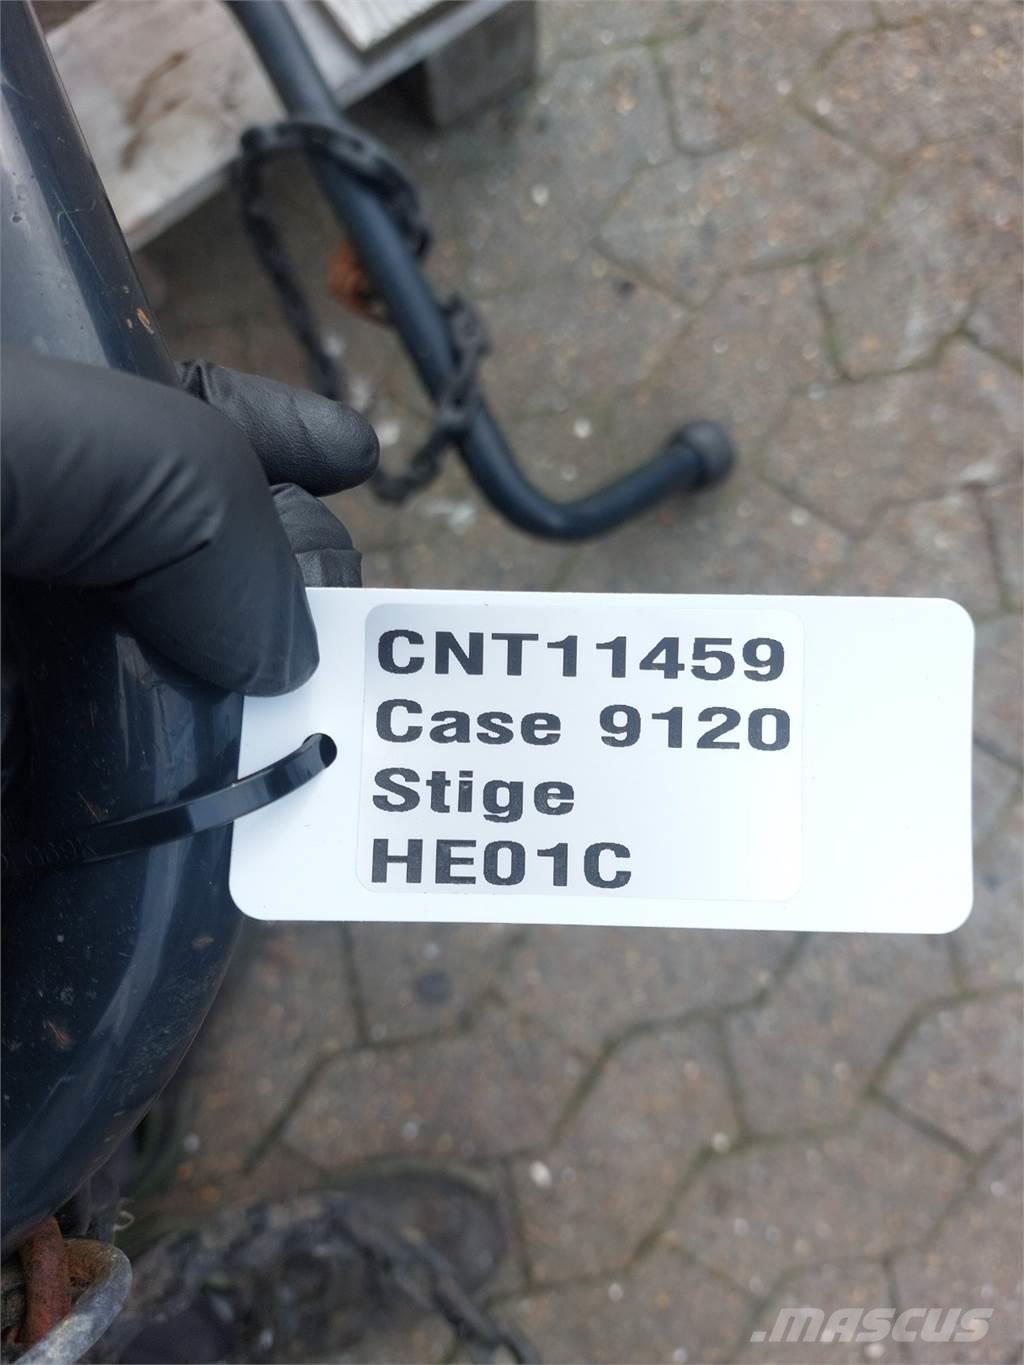 CNT11459
Case 9120
Stige
HE01C
.MASCUS